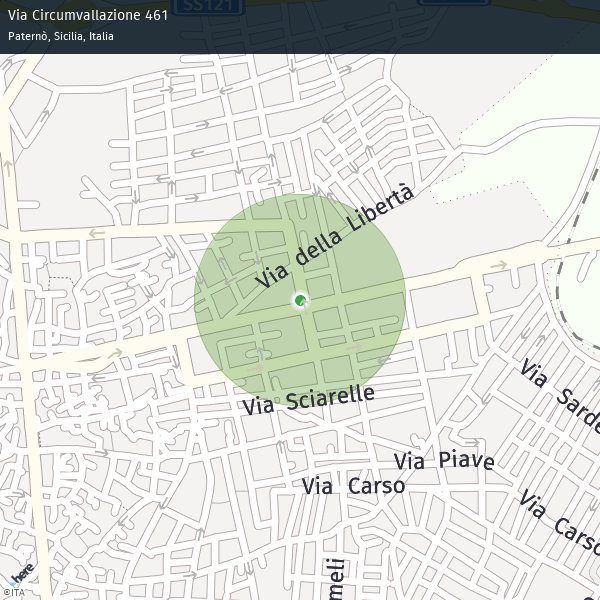 Via Circumvallazione 461
Paternò, Sicilia, Italia
SS121
Via della Libertà
Via Sciarelle
Via Sarde
Via Piave
Via Carso
Via Carso
meli
here
©ITA